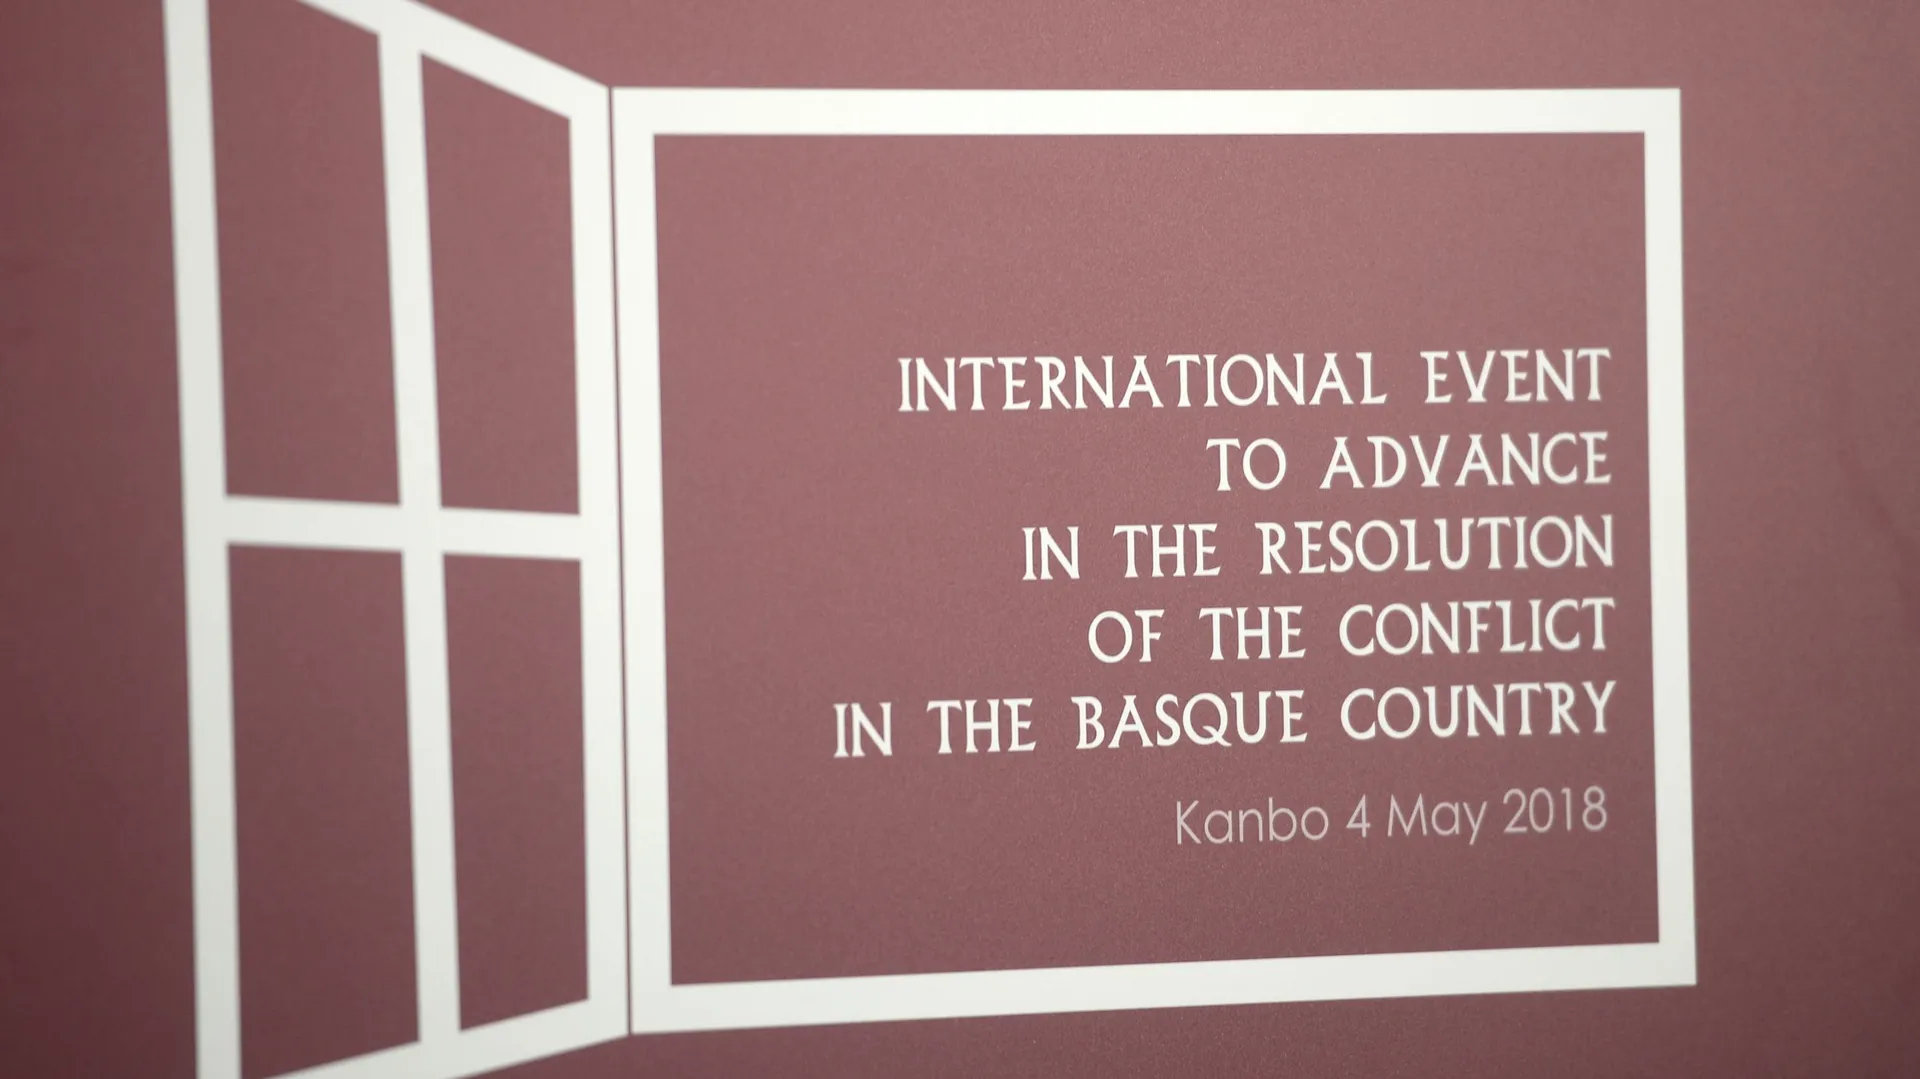 INTERNATIONAL EVENT
TO ADVANCE
IN THE RESOLUTION
OF THE CONFLICT
IN THE BASQUE COUNTRY
Kanbo 4 May 2018